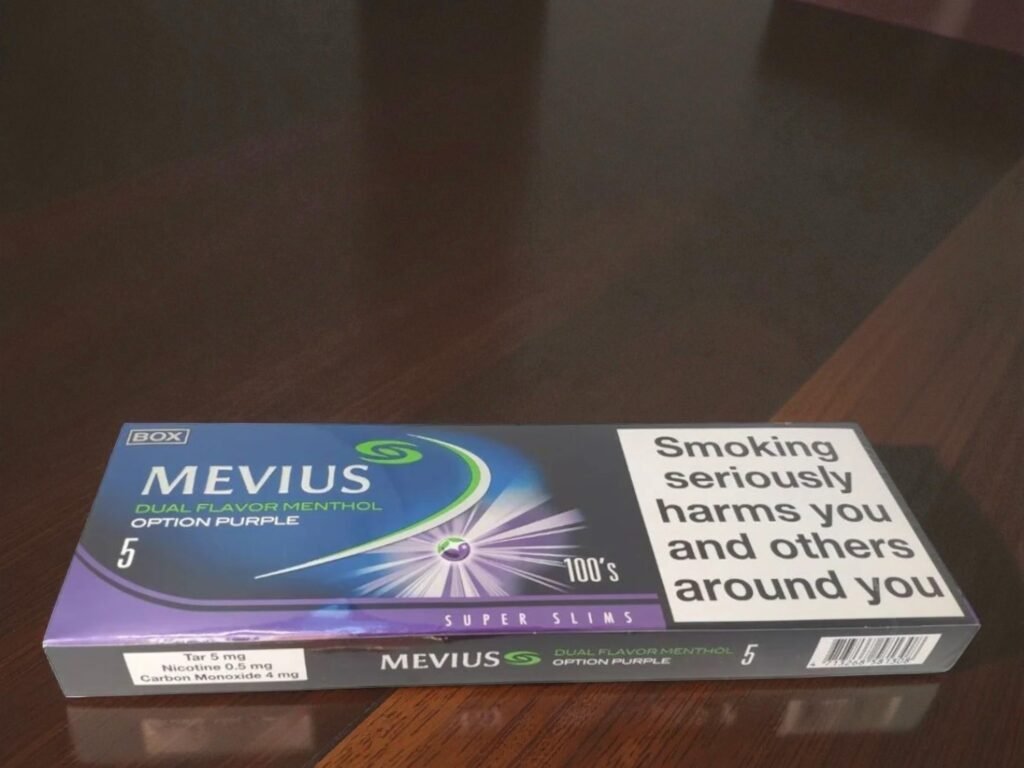 BOX
MEVIUS
DUAL FLAVOR MENTHOL
OPTION PURPLE
5
100's
SUPER SLIMS
Smoking
seriously
harms you
and others
around you
Tar 5 mg
Nicotine 0.5 mg
Carbon Monoxide 4 mg
MEVIUS
DUAL FLAVOR MENTHOL
OPTION PURPLE
5